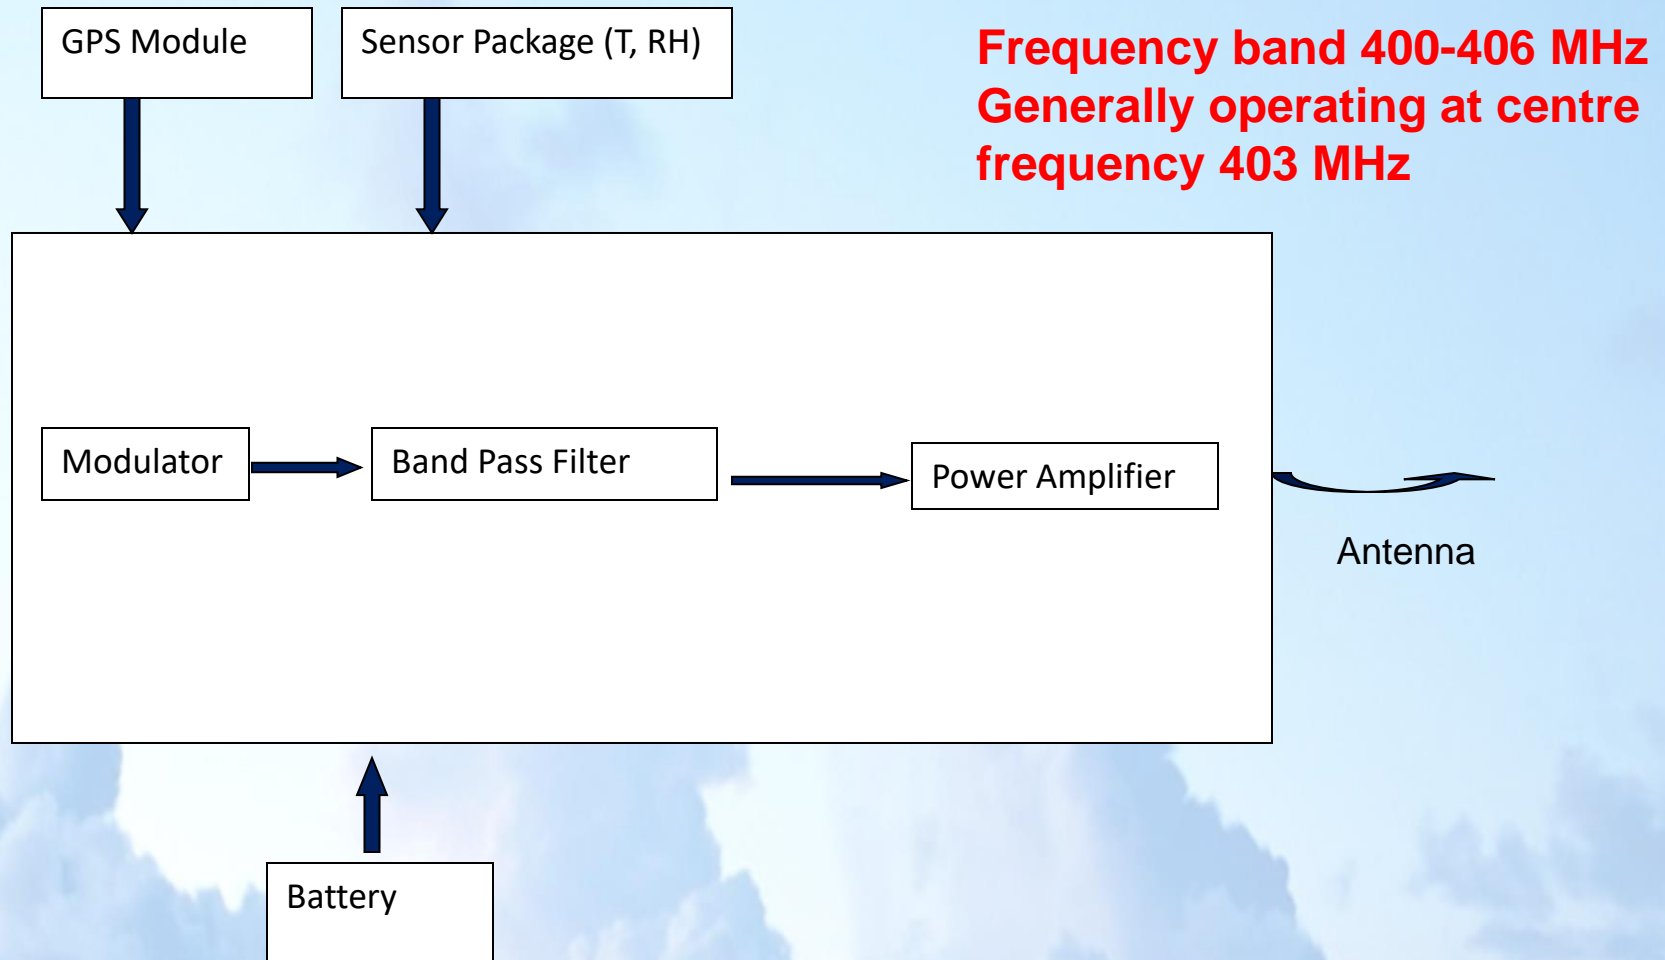 GPS Module
Sensor Package (T, RH)
Frequency band 400-406 MHz
Generally operating at centre
frequency 403 MHz
Modulator
Band Pass Filter
Power Amplifier
Antenna
Battery